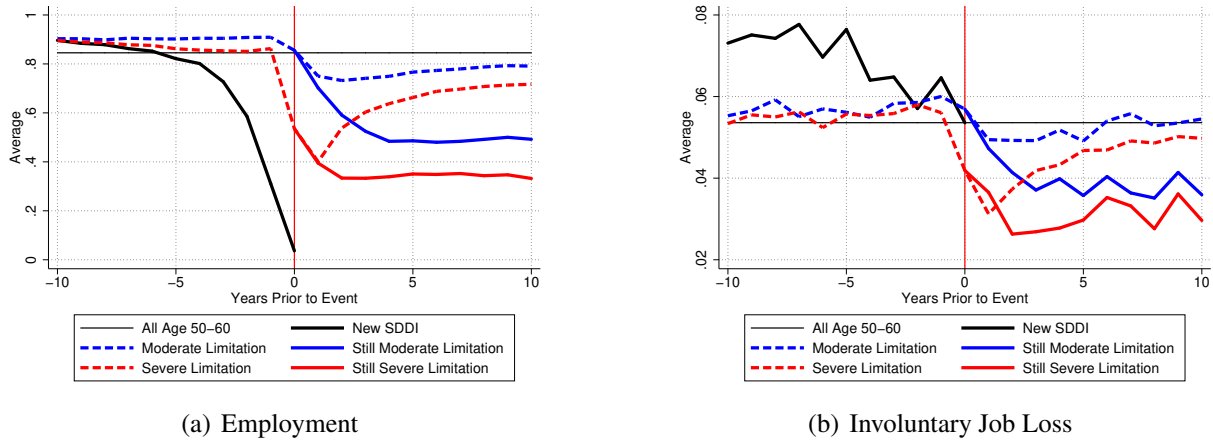 1
.8
.6
.4
.2
0
Average
−10
−5
0
5
10
Years Prior to Event
All Age 50−60
New SDDI
Moderate Limitation
Still Moderate Limitation
Severe Limitation
Still Severe Limitation
(a) Employment
.08
.06
.04
.02
Average
−10
−5
0
5
10
Years Prior to Event
All Age 50−60
New SDDI
Moderate Limitation
Still Moderate Limitation
Severe Limitation
Still Severe Limitation
(b) Involuntary Job Loss